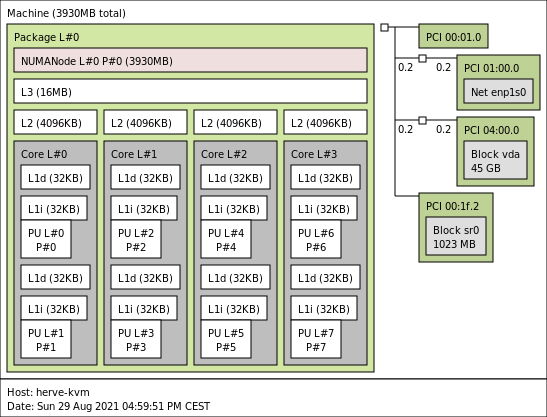 Machine (3930MB total)
Package L#0
NUMANode L#0 P#0 (3930MB)
L3 (16MB)
L2 (4096KB) L2 (4096KB) L2 (4096KB) L2 (4096KB)
Core L#0 Core L#1 Core L#2 Core L#3
L1d (32KB) L1d (32KB) L1d (32KB) L1d (32KB)
L1i (32KB) L1i (32KB) L1i (32KB) L1i (32KB)
PU L#0 PU L#2 PU L#4 PU L#6
P#0 P#2 P#4 P#6
L1d (32KB) L1d (32KB) L1d (32KB) L1d (32KB)
L1i (32KB) L1i (32KB) L1i (32KB) L1i (32KB)
PU L#1 PU L#3 PU L#5 PU L#7
P#1 P#3 P#5 P#7
PCI 00:01.0
0.2 0.2
PCI 01:00.0
Net enp1s0
0.2 0.2
PCI 04:00.0
Block vda
45 GB
PCI 00:1f.2
Block sr0
1023 MB
Host: herve-kvm
Date: Sun 29 Aug 2021 04:59:51 PM CEST